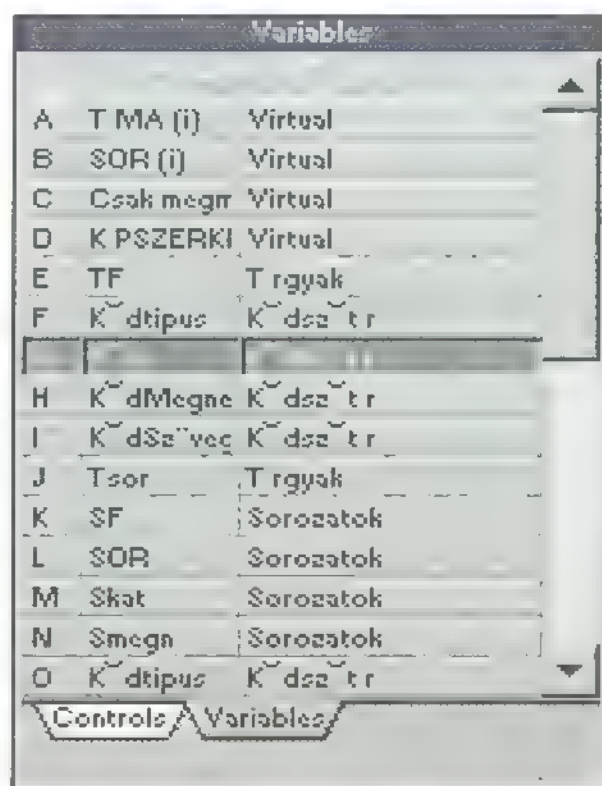 Variables
A T MA (i) Virtual
B SOR (i) Virtual
C Csak megn Virtual
D K PSZERKI Virtual
E TF T rgyak
F K˘dtipus K˘dsz˘t r
H K˘dMegne K˘dsz˘t r
I K˘dSz"veg K˘dsz˘t r
J Tsor T rgyak
K SF Sorozatok
L SOR Sorozatok
M Skat Sorozatok
N Smegn Sorozatok
O K˘dtipus K˘dsz˘t r
Controls Variables